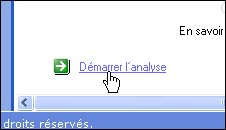 En savoir
Démarrer l'analyse
droits réservés.